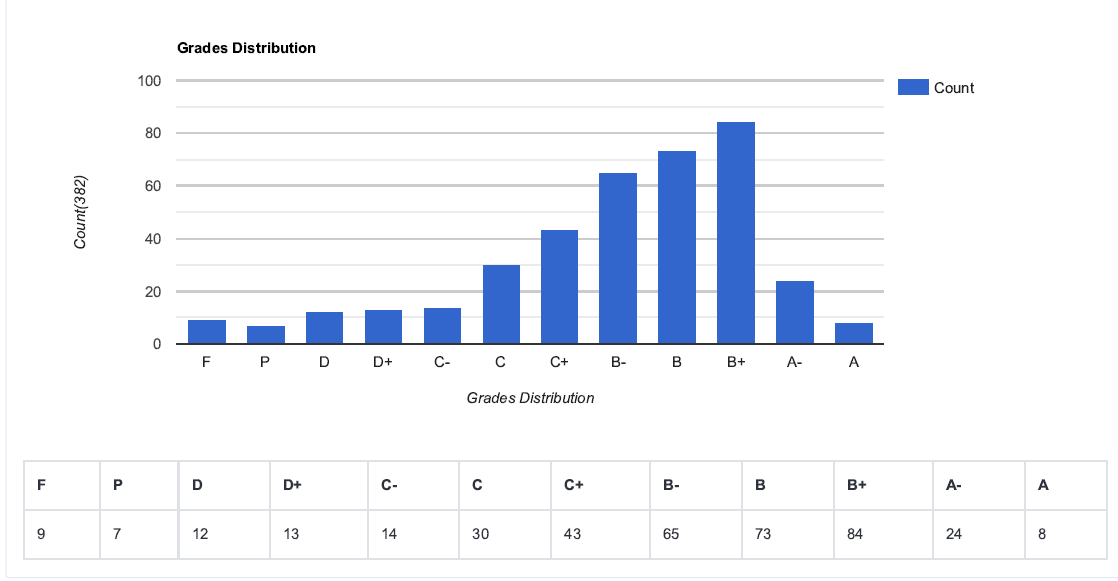 Grades Distribution
100
80
60
40
20
0
Count(382)
Count
F P D D+ C- C C+ B- B B+ A- A
Grades Distribution
F P D D+ C- C C+ B- B B+ A- A
9 7 12 13 14 30 43 65 73 84 24 8